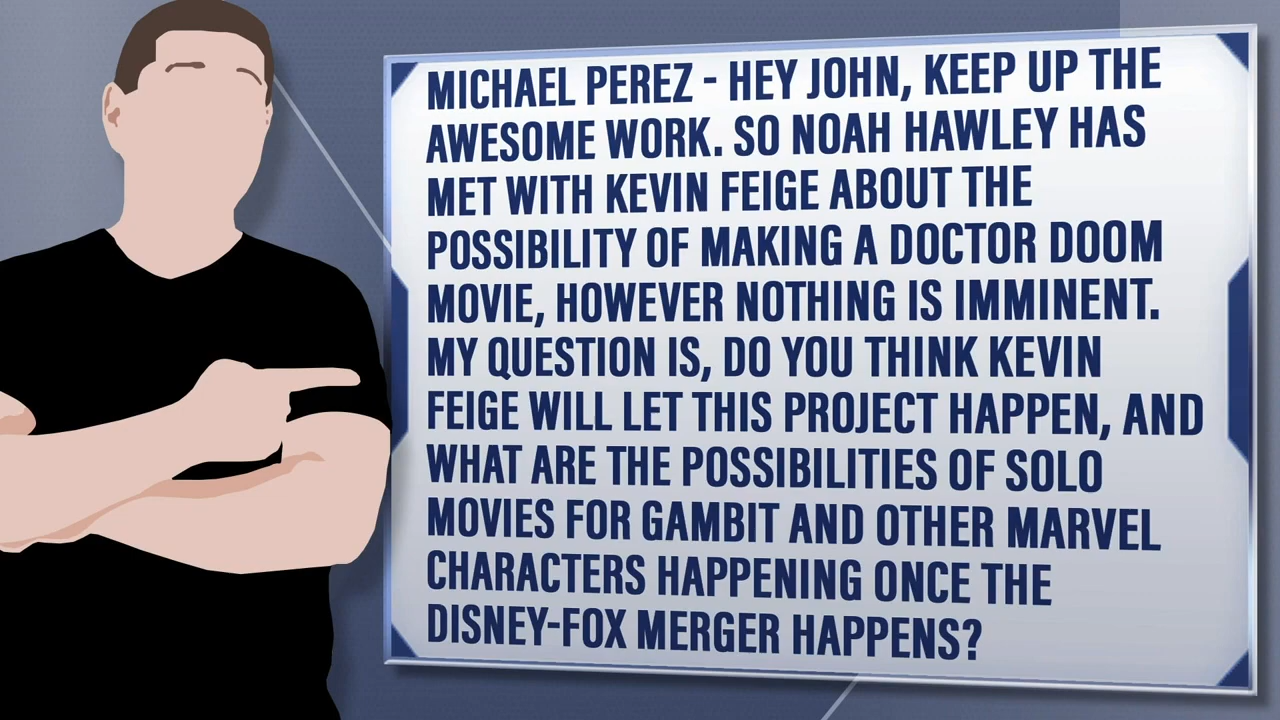 MICHAEL PEREZ - HEY JOHN, KEEP UP THE
AWESOME WORK. SO NOAH HAWLEY HAS
MET WITH KEVIN FEIGE ABOUT THE
POSSIBILITY OF MAKING A DOCTOR DOOM
MOVIE, HOWEVER NOTHING IS IMMINENT.
MY QUESTION IS, DO YOU THINK KEVIN
FEIGE WILL LET THIS PROJECT HAPPEN, AND
WHAT ARE THE POSSIBILITIES OF SOLO
MOVIES FOR GAMBIT AND OTHER MARVEL
CHARACTERS HAPPENING ONCE THE
DISNEY-FOX MERGER HAPPENS?